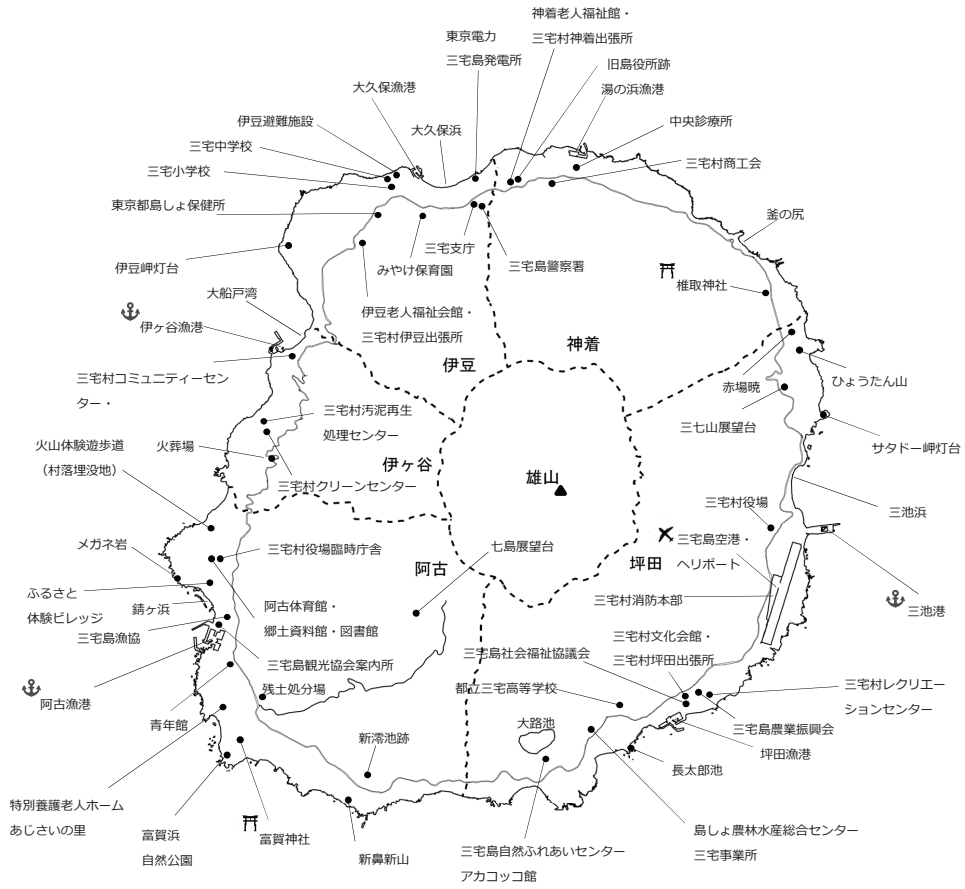 神着老人福祉館・
三宅村神着出張所
東京電力
三宅島発電所
旧島役所跡
大久保漁港
湯の浜漁港
伊豆避難施設
大久保浜
中央診療所
三宅中学校
三宅小学校
三宅村商工会
東京都島しょ保健所
釜の尻
三宅支庁
三宅島警察署
みやけ保育園
伊豆岬灯台
椎取神社
大船戸湾
伊豆老人福祉会館・
三宅村伊豆出張所
伊ヶ谷漁港
神着
伊豆
三宅村コミュニティーセン
ター・
赤場暁
ひょうたん山
三宅村汚泥再生
処理センター
三七山展望台
火山体験遊歩道
(村落埋没地)
火葬場
サタドー岬灯台
伊ヶ谷
三宅村クリーンセンター
雄山
三宅村役場
三池浜
メガネ岩
三宅村役場臨時庁舎
七島展望台
三宅島空港・
ヘリポート
阿古
坪田
ふるさと
体験ビレッジ
錆ヶ浜
阿古体育館・
郷土資料館・図書館
三宅村消防本部
三池港
三宅島漁協
三宅村文化会館・
三宅村坪田出張所
三宅島観光協会案内所
三宅島社会福祉協議会
残土処分場
都立三宅高等学校
三宅村レクリエー
ションセンター
阿古漁港
青年館
大路池
三宅島農業振興会
新澪池跡
坪田漁港
長太郎池
特別養護老人ホーム
あじさいの里
富賀浜
自然公園
富賀神社
新鼻新山
三宅島自然ふれあいセンター
アカコッコ館
島しょ農林水産総合センター
三宅事業所